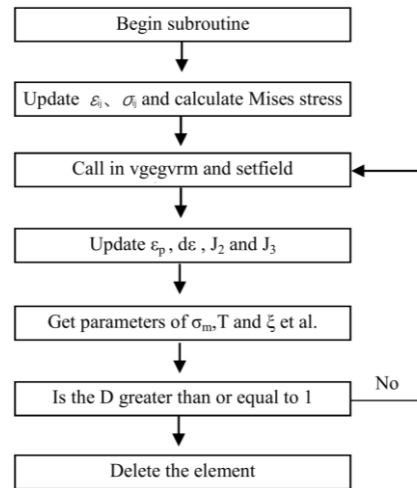 Begin subroutine
Update εij、σij and calculate Mises stress
Call in vgegvrm and setfield
Update εp, dε, J2 and J3
Get parameters of σm,T and ξ et al.
No
Is the D greater than or equal to 1
Delete the element